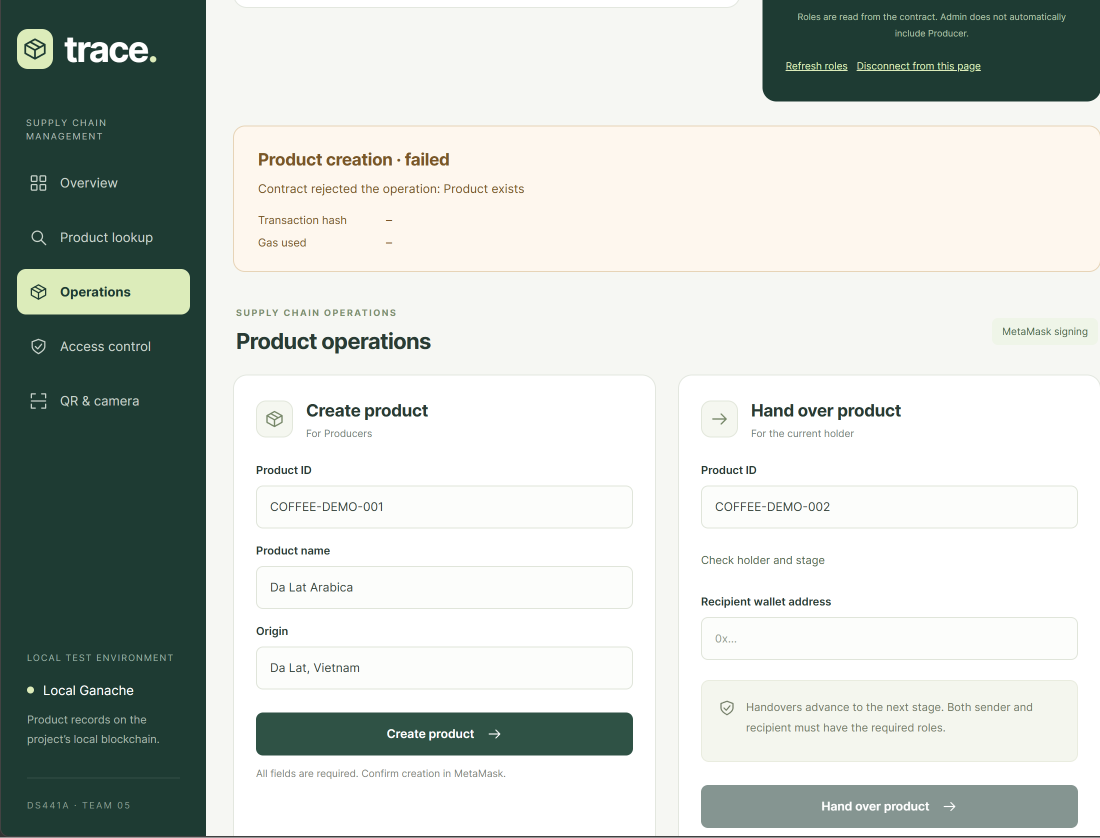 trace.
SUPPLY CHAIN
MANAGEMENT
Overview
Product lookup
Operations
Access control
QR & camera
LOCAL TEST ENVIRONMENT
Local Ganache
Product records on the
project's local blockchain.
DS441A · TEAM 05
Roles are read from the contract. Admin does not automatically
include Producer.
Refresh roles Disconnect from this page
Product creation · failed
Contract rejected the operation: Product exists
Transaction hash –
Gas used –
SUPPLY CHAIN OPERATIONS
Product operations
MetaMask signing
Create product
For Producers
Product ID
COFFEE-DEMO-001
Product name
Da Lat Arabica
Origin
Da Lat, Vietnam
Create product →
All fields are required. Confirm creation in MetaMask.
Hand over product
For the current holder
Product ID
COFFEE-DEMO-002
Check holder and stage
Recipient wallet address
0x...
Handovers advance to the next stage. Both sender and
recipient must have the required roles.
Hand over product →